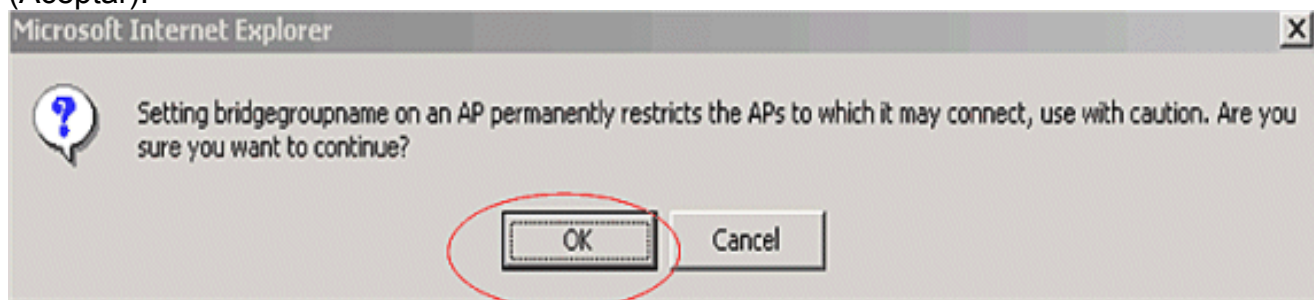 (Aceptar).
Microsoft Internet Explorer
X
?
Setting bridgegroupname on an AP permanently restricts the APs to which it may connect, use with caution. Are you
sure you want to continue?
OK Cancel